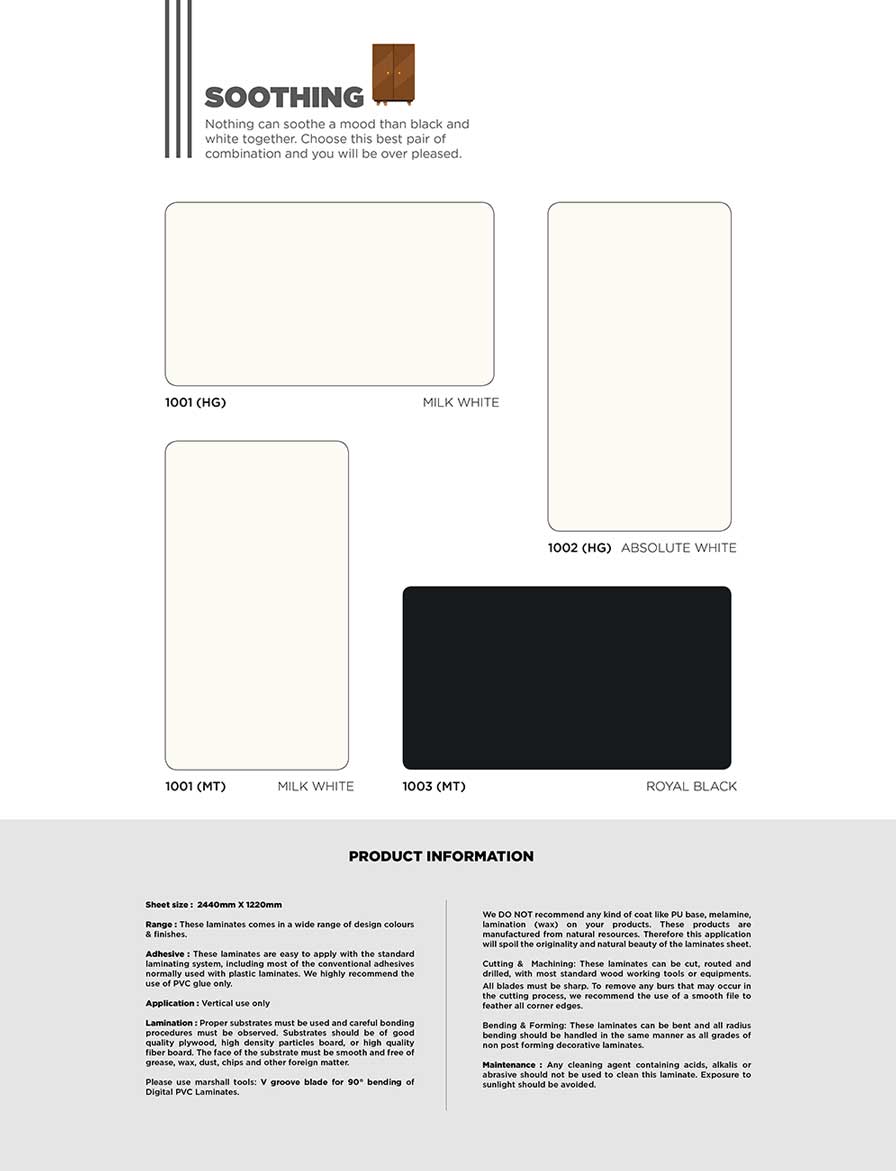 SOOTHING
Nothing can soothe a mood than black and
white together. Choose this best pair of
combination and you will be over pleased.
1001 (HG) MILK WHITE
1002 (HG) ABSOLUTE WHITE
1001 (MT) MILK WHITE
1003 (MT) ROYAL BLACK
PRODUCT INFORMATION
Sheet size : 2440mm X 1220mm
Range : These laminates comes in a wide range of design colours
& finishes.
Adhesive : These laminates are easy to apply with the standard
laminating system, including most of the conventional adhesives
normally used with plastic laminates. We highly recommend the
use of PVC glue only.
Application : Vertical use only
Lamination : Proper substrates must be used and careful bonding
procedures must be observed. Substrates should be of good
quality plywood, high density particles board, or high quality
fiber board. The face of the substrate must be smooth and free of
grease, wax, dust, chips and other foreign matter.
Please use marshall tools: V groove blade for 90° bending of
Digital PVC Laminates.
We DO NOT recommend any kind of coat like PU base, melamine,
lamination (wax) on your products. These products are
manufactured from natural resources. Therefore this application
will spoil the originality and natural beauty of the laminates sheet.
Cutting & Machining: These laminates can be cut, routed and
drilled, with most standard wood working tools or equipments.
All blades must be sharp. To remove any burs that may occur in
the cutting process, we recommend the use of a smooth file to
feather all corner edges.
Bending & Forming: These laminates can be bent and all radius
bending should be handled in the same manner as all grades of
non post forming decorative laminates.
Maintenance : Any cleaning agent containing acids, alkalis or
abrasive should not be used to clean this laminate. Exposure to
sunlight should be avoided.